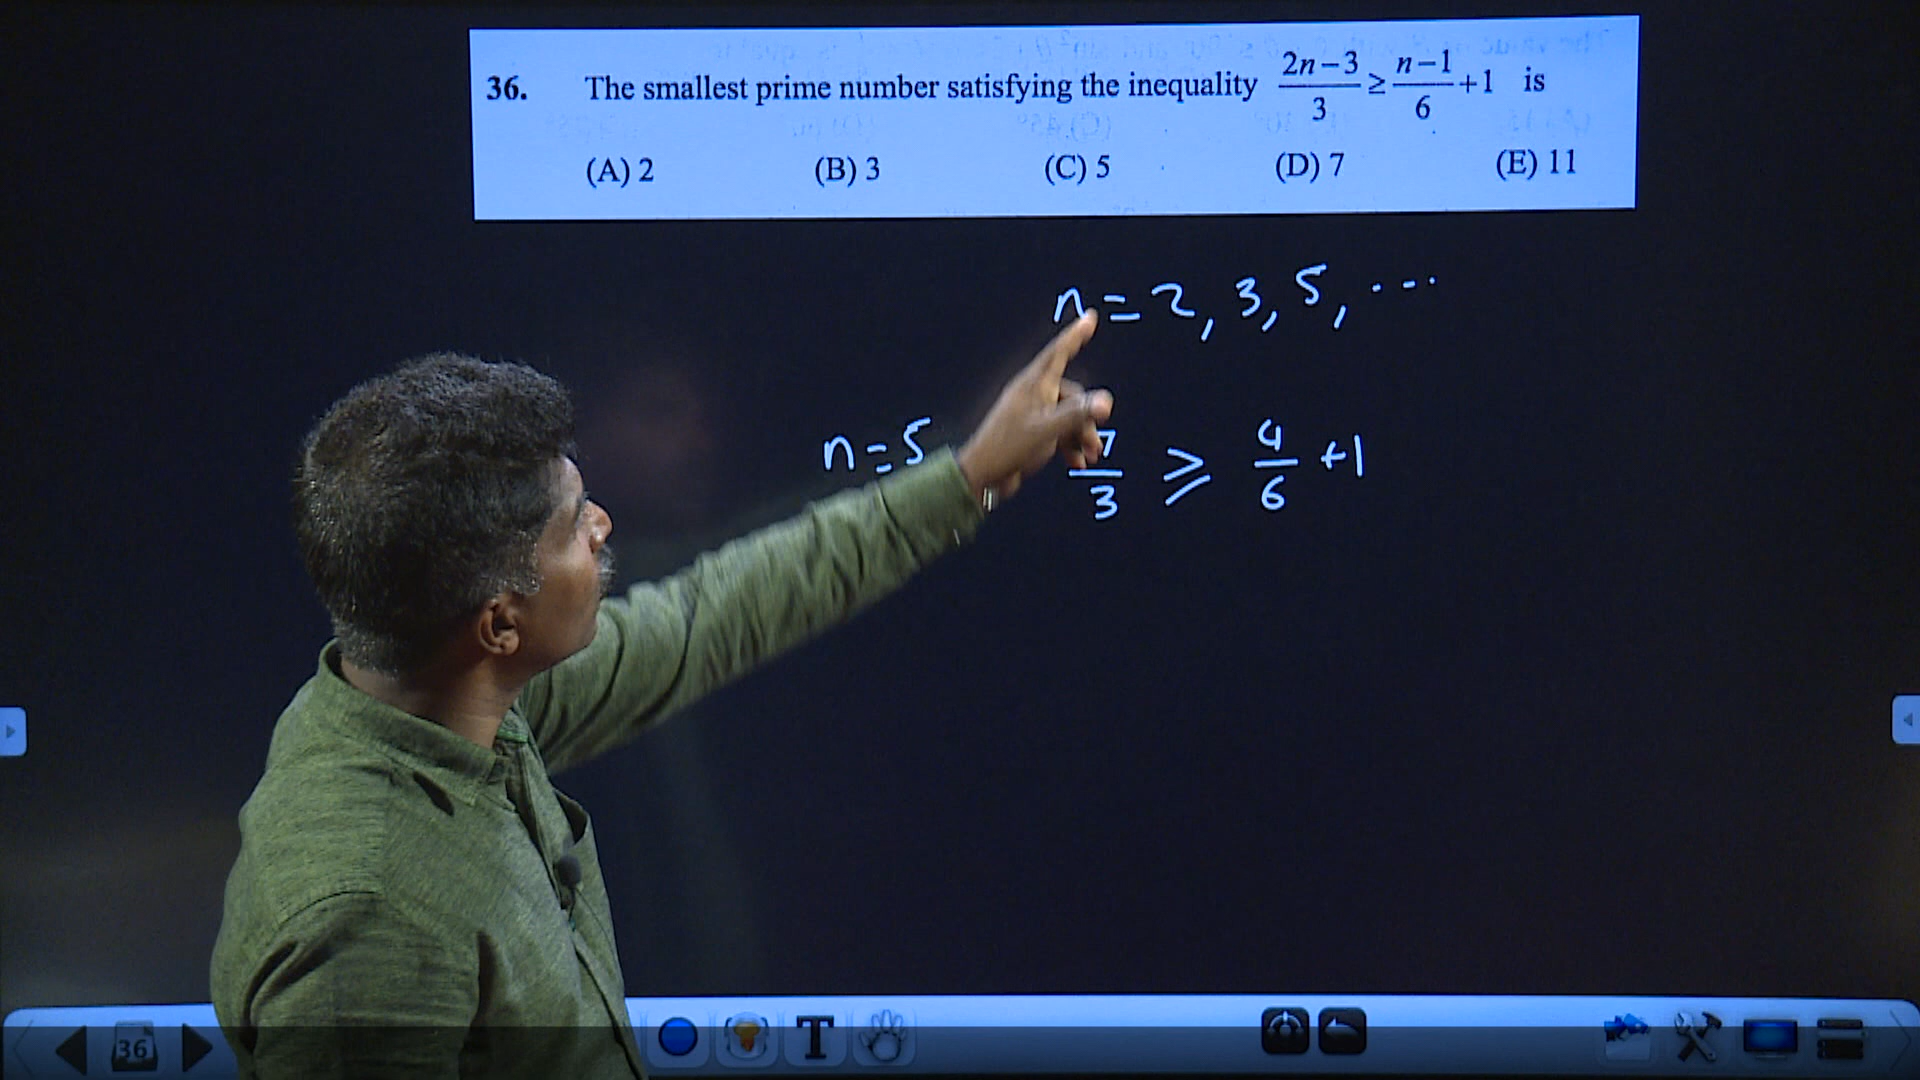 36. The smallest prime number satisfying the inequality (2n-3)/3 ≥ (n-1)/6 +1 is
(A) 2 (B) 3 (C) 5 (D) 7 (E) 11
n = 2, 3, 5, ...
n = 5 7/3 ≥ 4/6 +1
36 T